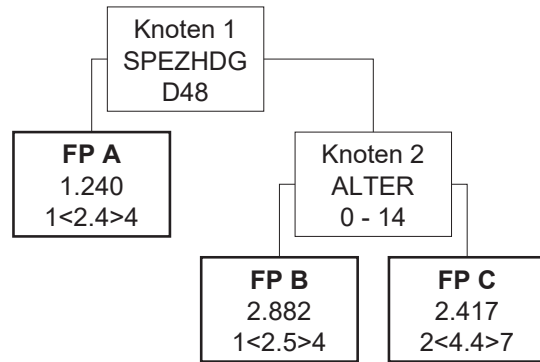 Knoten 1
SPEZHDG
D48
FP A
1.240
1<2.4>4
Knoten 2
ALTER
0 - 14
FP B
2.882
1<2.5>4
FP C
2.417
2<4.4>7